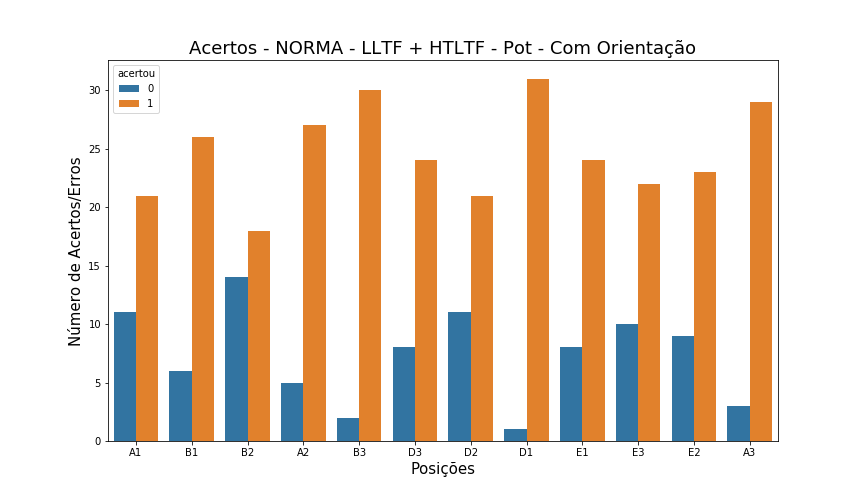 Acertos - NORMA - LLTF + HTLTF - Pot - Com Orientação
acertou
0
1
Número de Acertos/Erros
30
25
20
15
10
5
0
A1 B1 B2 A2 B3 D3 D2 D1 E1 E3 E2 A3
Posições